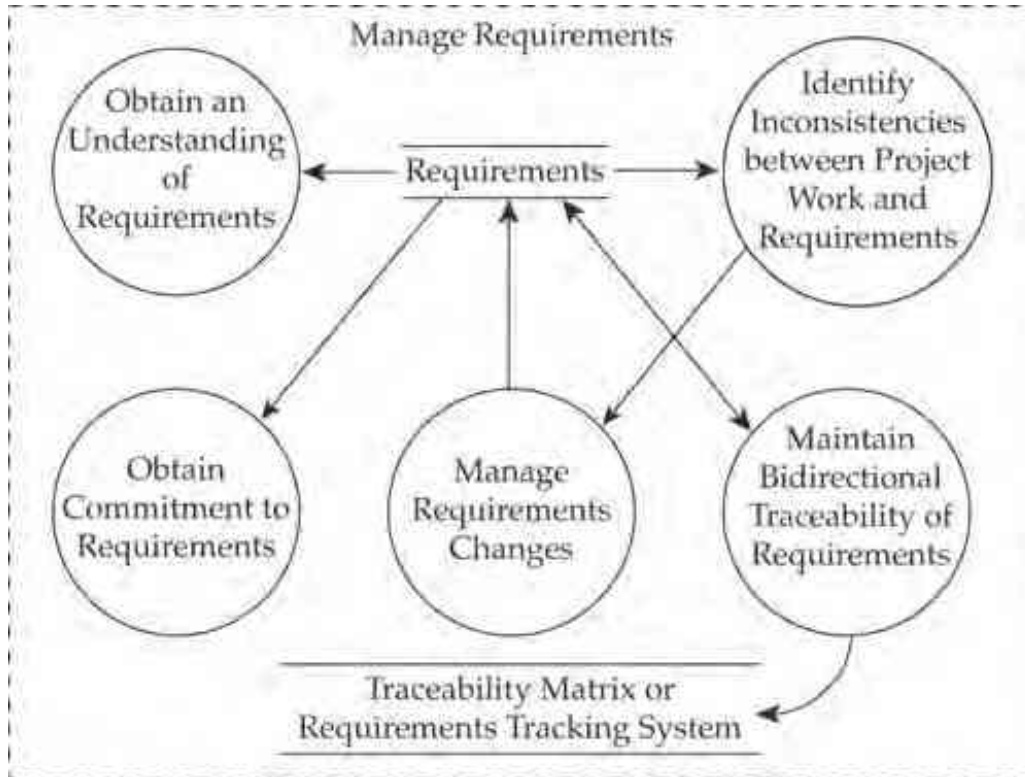 Manage Requirements
Obtain an
Understanding
of
Requirements
Requirements
Identify
Inconsistencies
between Project
Work and
Requirements
Obtain
Commitment to
Requirements
Manage
Requirements
Changes
Maintain
Bidirectional
Traceability of
Requirements
Traceability Matrix or
Requirements Tracking System